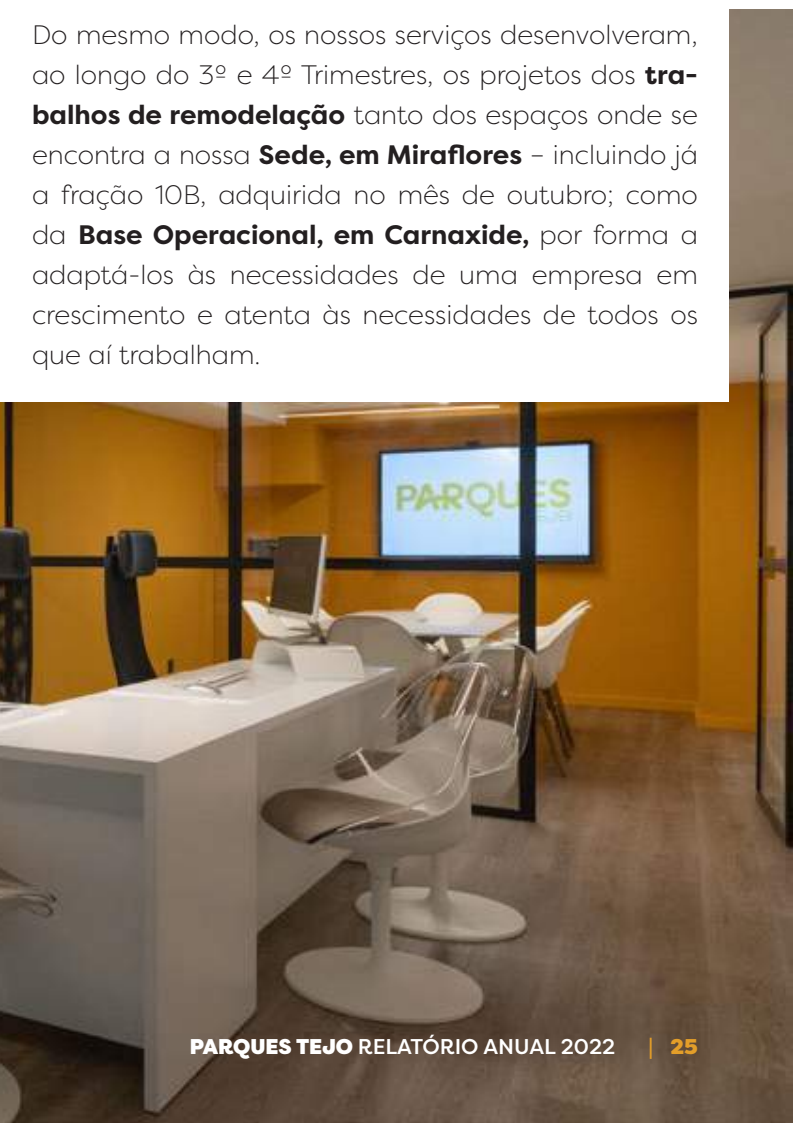 Do mesmo modo, os nossos serviços desenvolveram,
ao longo do 3º e 4º Trimestres, os projetos dos tra-
balhos de remodelação tanto dos espaços onde se
encontra a nossa Sede, em Miraflores – incluindo já
a fração 10B, adquirida no mês de outubro; como
da Base Operacional, em Carnaxide, por forma a
adaptá-los às necessidades de uma empresa em
crescimento e atenta às necessidades de todos os
que aí trabalham.
PARQUES
PARQUES TEJO RELATÓRIO ANUAL 2022 | 25